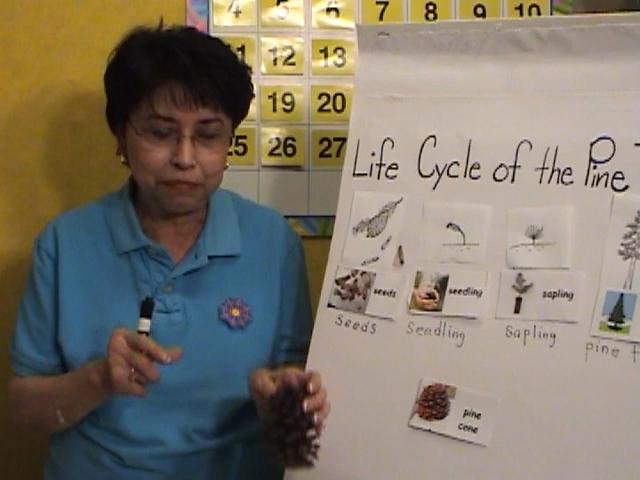 4 5 6 7 8 9 10
11 12 13
19 20
25 26 27
Life Cycle of the Pine
seeds
seedling
sapling
seeds
Seadling
Sapling
pine
pine
cone